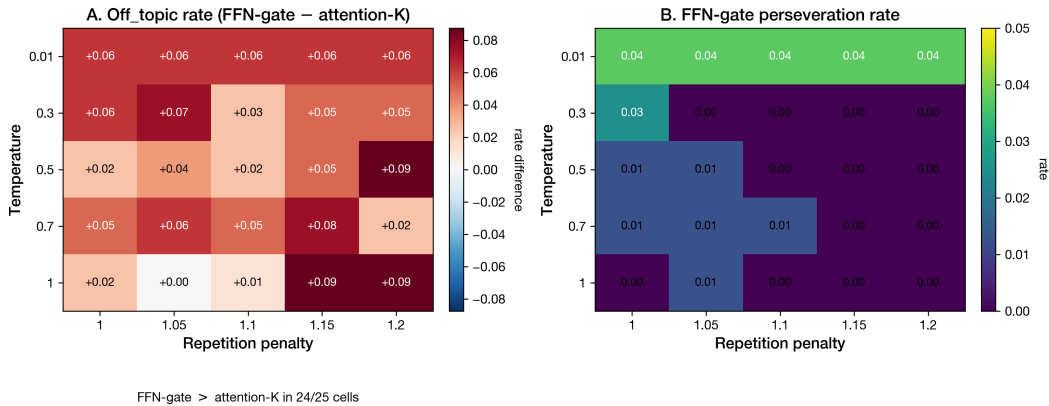 A. Off_topic rate (FFN-gate − attention-K)
Temperature
0.01 +0.06 +0.06 +0.06 +0.06 +0.06
0.3 +0.06 +0.07 +0.03 +0.05 +0.05
0.5 +0.02 +0.04 +0.02 +0.05 +0.09
0.7 +0.05 +0.06 +0.05 +0.08 +0.02
1 +0.02 +0.00 +0.01 +0.09 +0.09
1 1.05 1.1 1.15 1.2
Repetition penalty
0.08
0.06
0.04
0.02
0.00
−0.02
−0.04
−0.06
−0.08
rate difference
B. FFN-gate perseveration rate
Temperature
0.01 0.04 0.04 0.04 0.04 0.04
0.3 0.03 0.00 0.00 0.00 0.00
0.5 0.01 0.01 0.00 0.00 0.00
0.7 0.01 0.01 0.01 0.00 0.00
1 0.00 0.01 0.00 0.00 0.00
1 1.05 1.1 1.15 1.2
Repetition penalty
0.05
0.04
0.03
0.02
0.01
0.00
rate
FFN-gate > attention-K in 24/25 cells